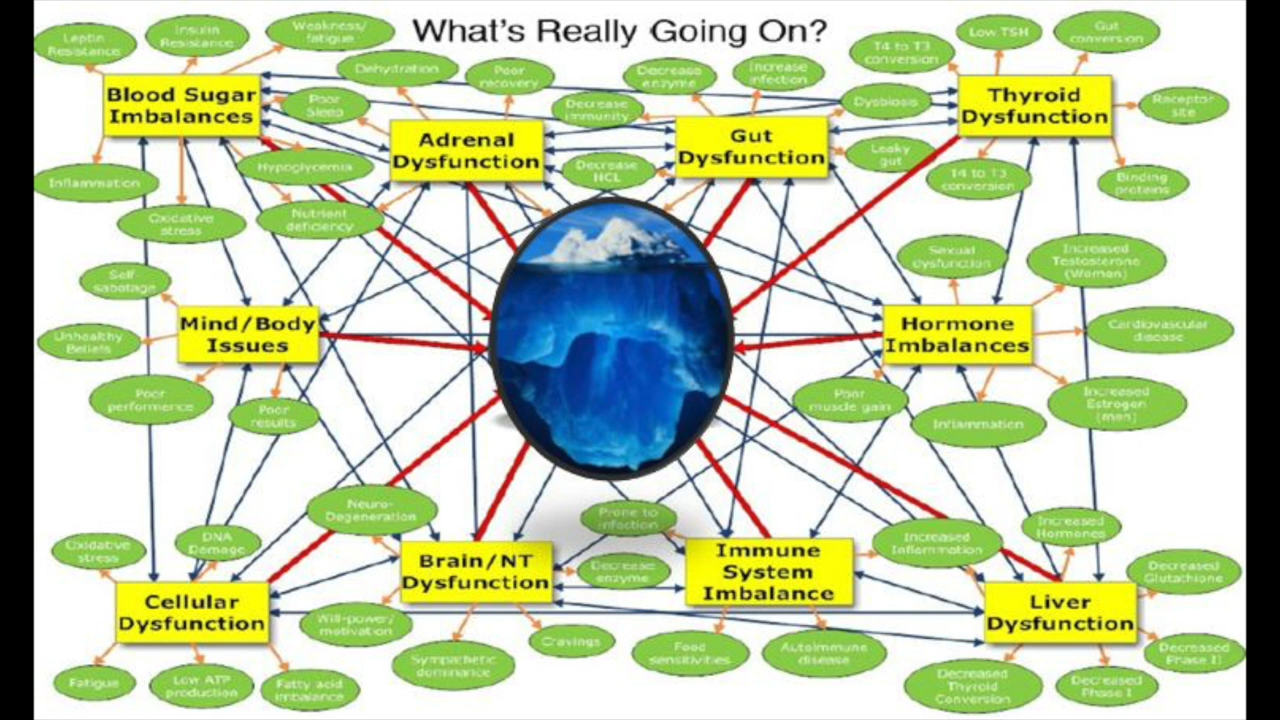 What's Really Going On?
Leptin
Resistance
Insulin
Resistance
Weakness/
fatigue
Blood Sugar
Imbalances
Inflammation
Oxidative
stress
Hypoglycemia
Nutrient
deficiency
Poor
Sleep
Dehydration
Poor
recovery
Adrenal
Dysfunction
Decrease
immunity
Decrease
enzyme
Increase
infection
Dysbiosis
Leaky
gut
Decrease
HCL
Gut
Dysfunction
T4 to T3
conversion
Low TSH
Gut
conversion
Thyroid
Dysfunction
Receptor
site
T4 to T3
conversion
Binding
proteins
Self
sabotage
Unhealthy
Beliefs
Poor
performence
Poor
results
Mind/Body
Issues
Sexual
dysfunction
Increased
Testosterone
(Women)
Hormone
Imbalances
Cardiovascular
disease
Poor
muscle gain
Inflammation
Increased
Estrogen
(men)
Oxidative
stress
DNA
Damage
Cellular
Dysfunction
Fatigue
Low ATP
production
Fatty acid
imbalance
Neuro-
Degeneration
Brain/NT
Dysfunction
Will-power/
motivation
Sympathetic
dominance
Cravings
Decrease
enzyme
Prone to
infection
Immune
System
Imbalance
Increased
Inflammation
Food
sensitivities
Autoimmune
disease
Increased
Hormones
Decreased
Glutathione
Liver
Dysfunction
Decreased
Thyroid
Conversion
Decreased
Phase I
Decreased
Phase II